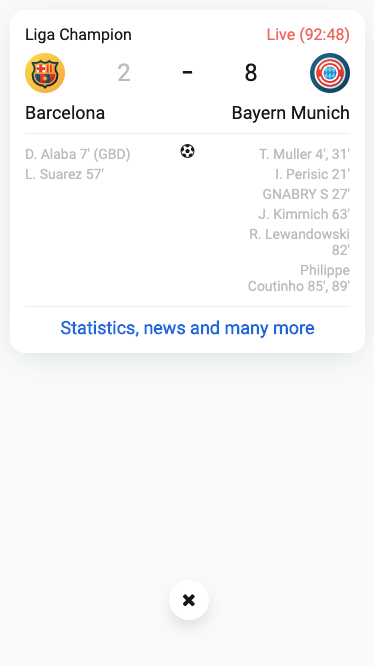 Liga Champion
Live (92:48)
2 - 8
Barcelona
Bayern Munich
D. Alaba 7' (GBD)
L. Suarez 57'
T. Muller 4', 31'
I. Perisic 21'
GNABRY S 27'
J. Kimmich 63'
R. Lewandowski
82'
Philippe
Coutinho 85', 89'
Statistics, news and many more